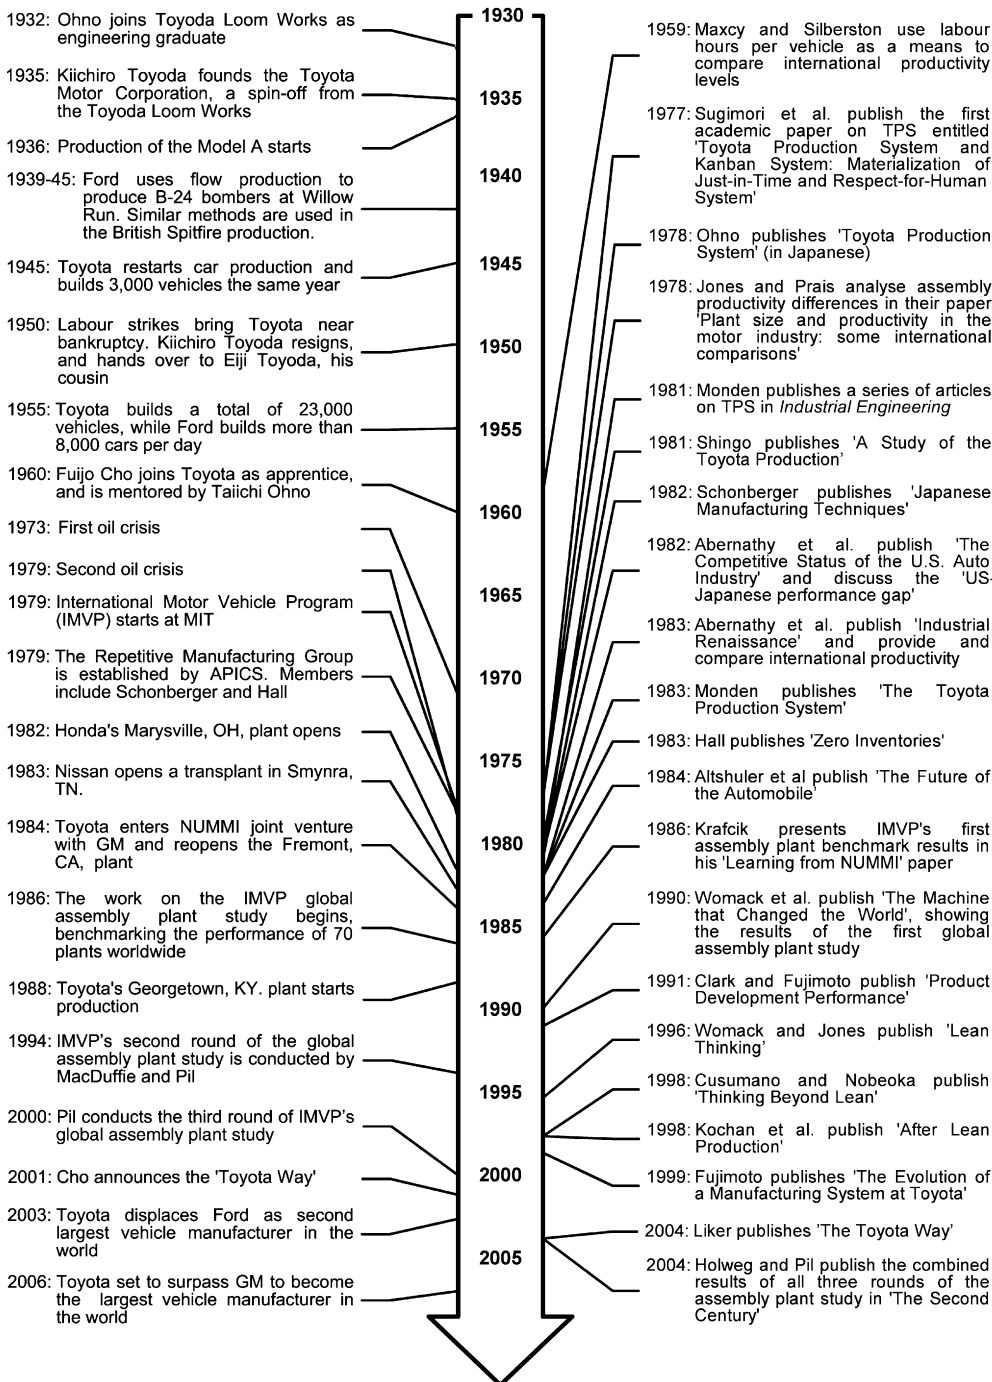 1932: Ohno joins Toyoda Loom Works as
engineering graduate
1935: Kiichiro Toyoda founds the Toyota
Motor Corporation, a spin-off from
the Toyoda Loom Works
1936: Production of the Model A starts
1939-45: Ford uses flow production to
produce B-24 bombers at Willow
Run. Similar methods are used in
the British Spitfire production.
1945: Toyota restarts car production and
builds 3,000 vehicles the same year
1950: Labour strikes bring Toyota near
bankruptcy. Kiichiro Toyoda resigns,
and hands over to Eiji Toyoda, his
cousin
1955: Toyota builds a total of 23,000
vehicles, while Ford builds more than
8,000 cars per day
1960: Fuijo Cho joins Toyota as apprentice,
and is mentored by Taiichi Ohno
1973: First oil crisis
1979: Second oil crisis
1979: International Motor Vehicle Program
(IMVP) starts at MIT
1979: The Repetitive Manufacturing Group
is established by APICS. Members
include Schonberger and Hall
1982: Honda's Marysville, OH, plant opens
1983: Nissan opens a transplant in Smynra,
TN.
1984: Toyota enters NUMMI joint venture
with GM and reopens the Fremont,
CA, plant
1986: The work on the IMVP global
assembly plant study begins,
benchmarking the performance of 70
plants worldwide
1988: Toyota's Georgetown, KY. plant starts
production
1994: IMVP's second round of the global
assembly plant study is conducted by
MacDuffie and Pil
2000: Pil conducts the third round of IMVP's
global assembly plant study
2001: Cho announces the 'Toyota Way'
2003: Toyota displaces Ford as second
largest vehicle manufacturer in the
world
2006: Toyota set to surpass GM to become
the largest vehicle manufacturer in
the world
1930
1935
1940
1945
1950
1955
1960
1965
1970
1975
1980
1985
1990
1995
2000
2005
1959: Maxcy and Silberston use labour
hours per vehicle as a means to
compare international productivity
levels
1977: Sugimori et al. publish the first
academic paper on TPS entitled
'Toyota Production System and
Kanban System: Materialization of
Just-in-Time and Respect-for-Human
System'
1978: Ohno publishes 'Toyota Production
System' (in Japanese)
1978: Jones and Prais analyse assembly
productivity differences in their paper
'Plant size and productivity in the
motor industry: some international
comparisons'
1981: Monden publishes a series of articles
on TPS in Industrial Engineering
1981: Shingo publishes 'A Study of the
Toyota Production'
1982: Schonberger publishes 'Japanese
Manufacturing Techniques'
1982: Abernathy et al. publish 'The
Competitive Status of the U.S. Auto
Industry' and discuss the 'US-
Japanese performance gap'
1983: Abernathy et al. publish 'Industrial
Renaissance' and provide and
compare international productivity
1983: Monden publishes 'The Toyota
Production System'
1983: Hall publishes 'Zero Inventories'
1984: Altshuler et al publish 'The Future of
the Automobile'
1986: Krafcik presents IMVP's first
assembly plant benchmark results in
his 'Learning from NUMMI' paper
1990: Womack et al. publish 'The Machine
that Changed the World', showing
the results of the first global
assembly plant study
1991: Clark and Fujimoto publish 'Product
Development Performance'
1996: Womack and Jones publish 'Lean
Thinking'
1998: Cusumano and Nobeoka publish
'Thinking Beyond Lean'
1998: Kochan et al. publish 'After Lean
Production'
1999: Fujimoto publishes 'The Evolution of
a Manufacturing System at Toyota'
2004: Liker publishes 'The Toyota Way'
2004: Holweg and Pil publish the combined
results of all three rounds of the
assembly plant study in 'The Second
Century'